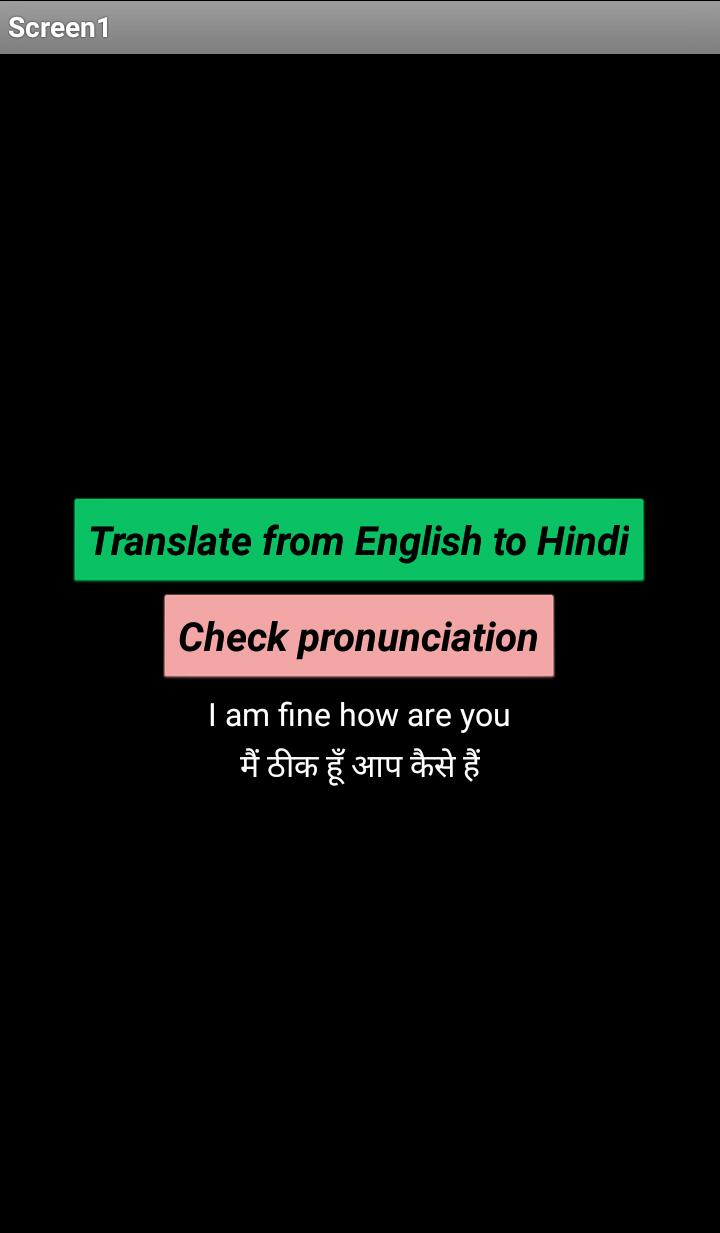 Screen1
Translate from English to Hindi
Check pronunciation
I am fine how are you
मैं ठीक हूँ आप कैसे हैं